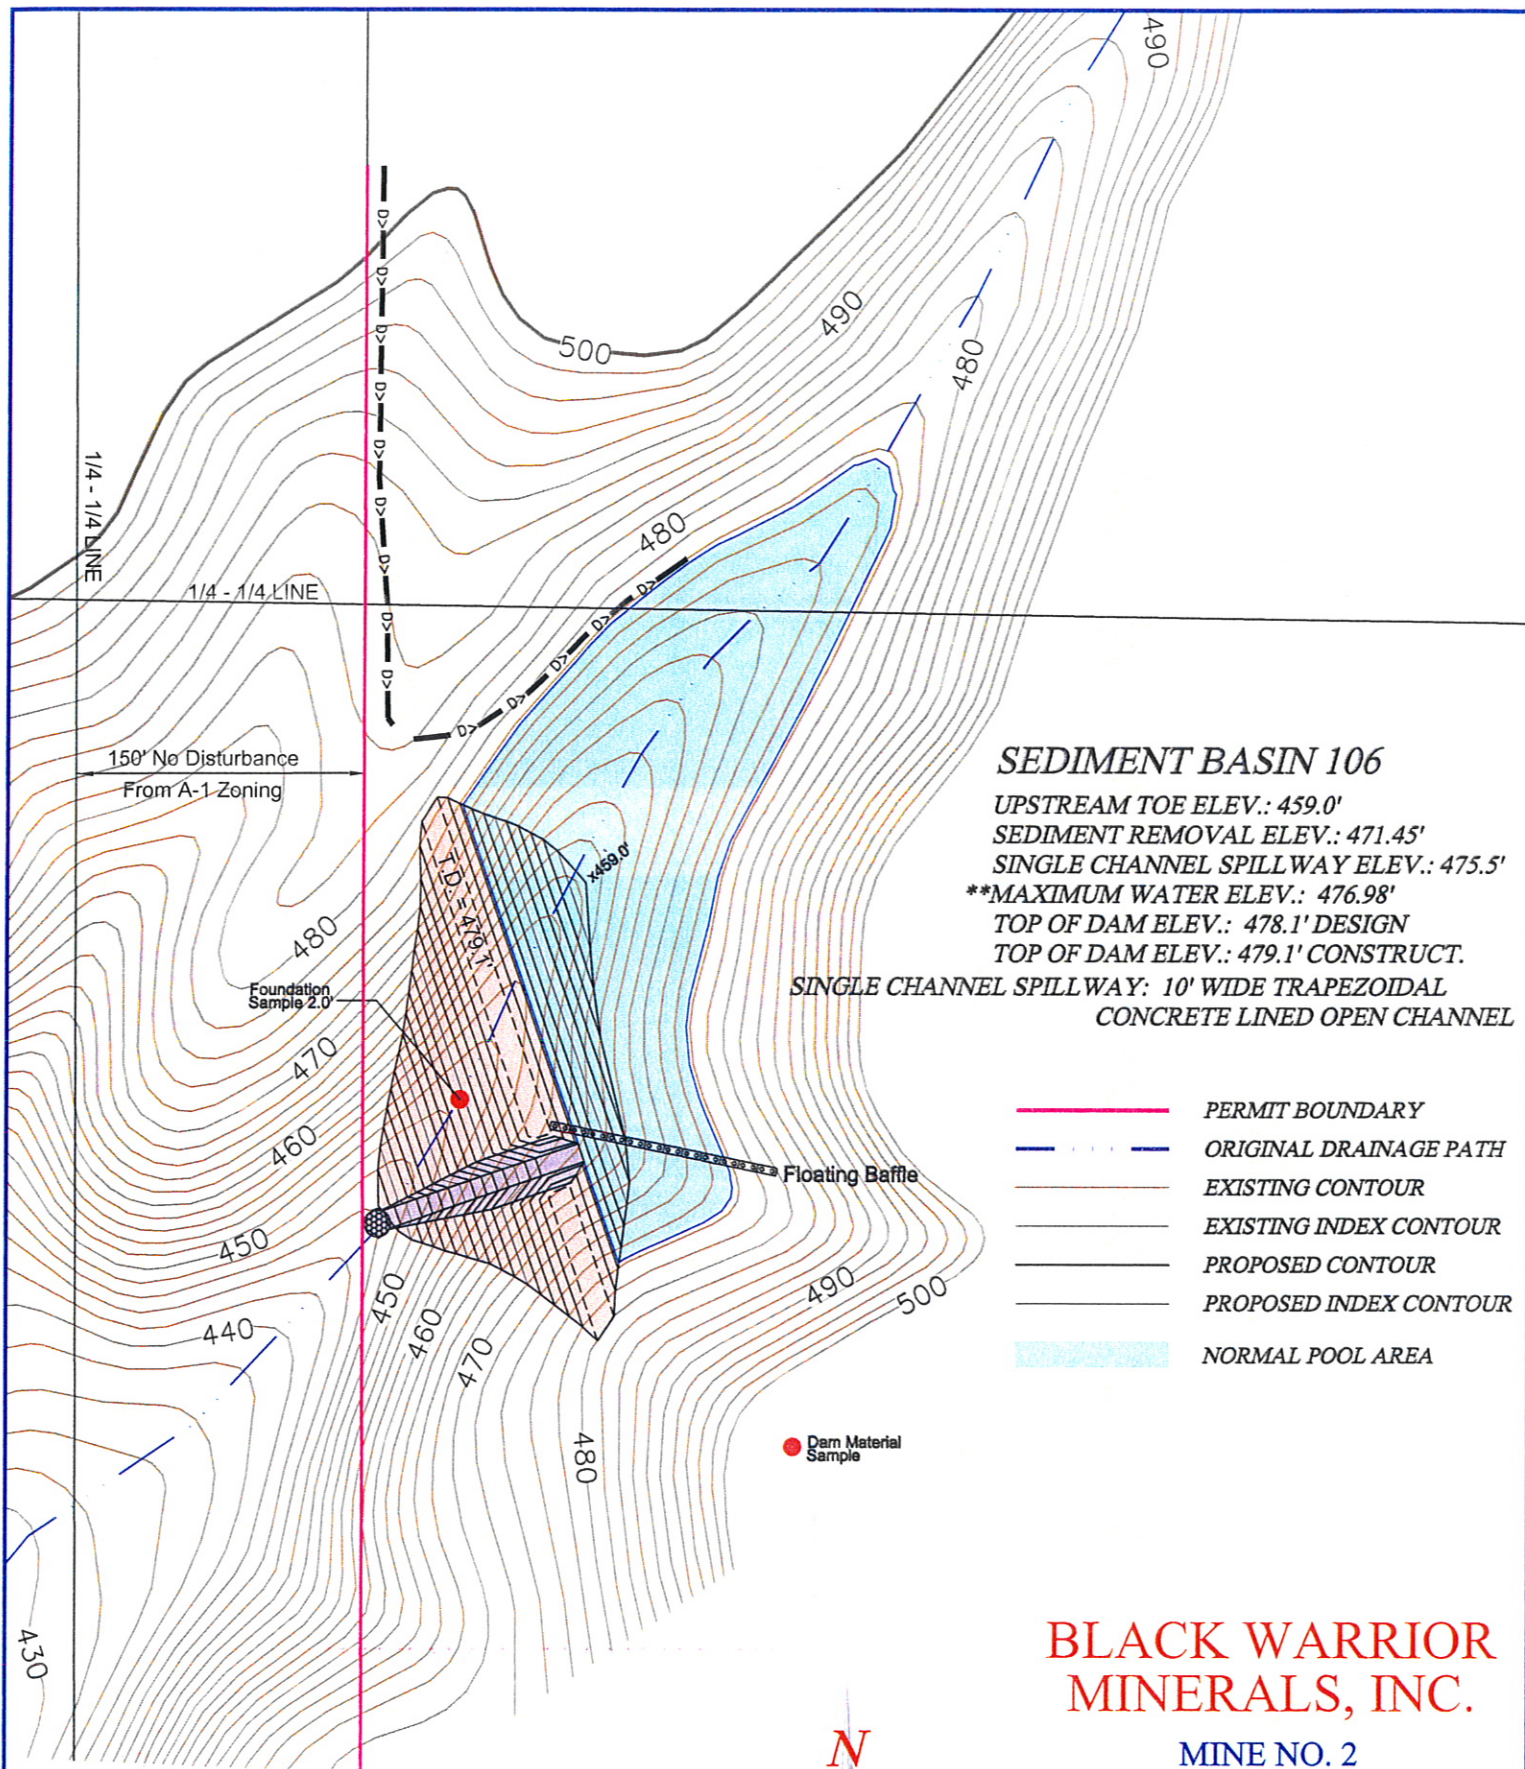 490
500
490
480
1/4 - 1/4 LINE
480
1/4 - 1/4 LINE
D> D> D> D> D> D> D> D> D> D> D> D> D> D>
150' No Disturbance
From A-1 Zoning
SEDIMENT BASIN 106
UPSTREAM TOE ELEV.: 459.0'
SEDIMENT REMOVAL ELEV.: 471.45'
SINGLE CHANNEL SPILLWAY ELEV.: 475.5'
**MAXIMUM WATER ELEV.: 476.98'
TOP OF DAM ELEV.: 478.1' DESIGN
TOP OF DAM ELEV.: 479.1' CONSTRUCT.
SINGLE CHANNEL SPILLWAY: 10' WIDE TRAPEZOIDAL
CONCRETE LINED OPEN CHANNEL
x459.0'
T.D. = 479.1'
480
Foundation
Sample 2.0'
470
460
450
440
430
450
460
470
480
490
500
Floating Baffle
PERMIT BOUNDARY
ORIGINAL DRAINAGE PATH
EXISTING CONTOUR
EXISTING INDEX CONTOUR
PROPOSED CONTOUR
PROPOSED INDEX CONTOUR
NORMAL POOL AREA
Dam Material
Sample
BLACK WARRIOR
MINERALS, INC.
MINE NO. 2
N